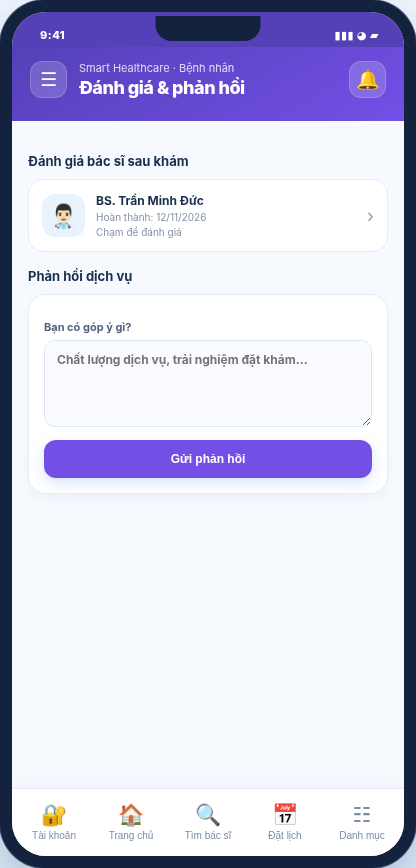 9:41
Smart Healthcare · Bệnh nhân
Đánh giá & phản hồi
Đánh giá bác sĩ sau khám
BS. Trần Minh Đức
Hoàn thành: 12/11/2026
Chạm để đánh giá
Phản hồi dịch vụ
Bạn có góp ý gì?
Chất lượng dịch vụ, trải nghiệm đặt khám...
Gửi phản hồi
Tài khoản
Trang chủ
Tìm bác sĩ
Đặt lịch
Danh mục